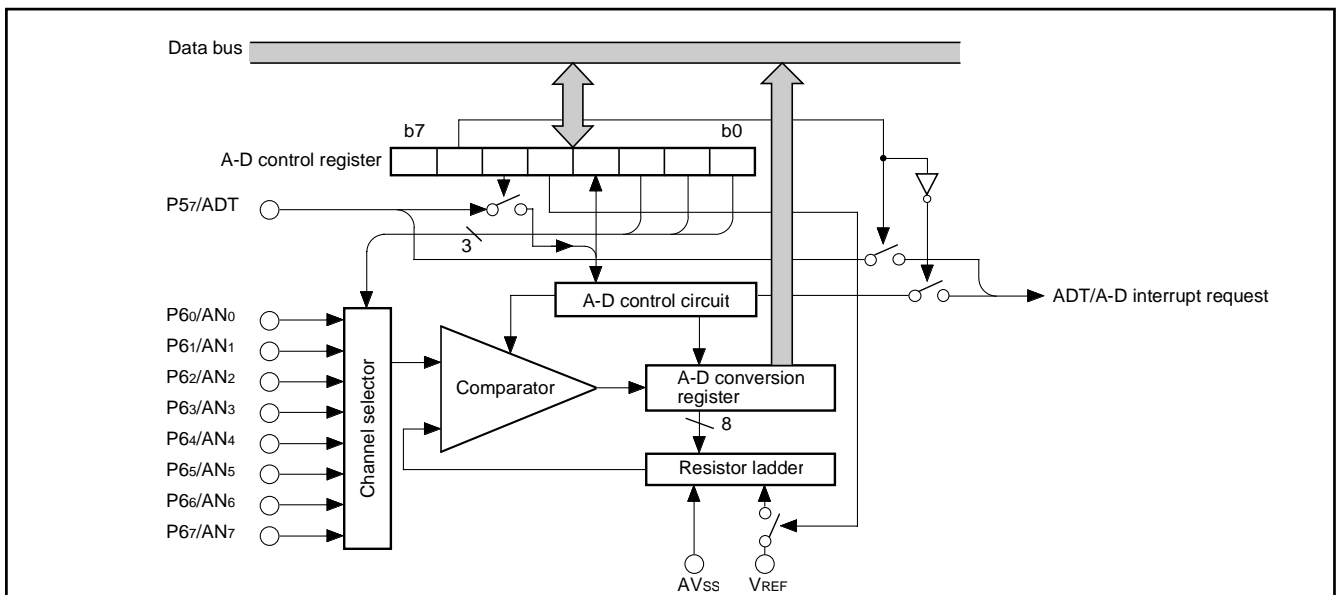 Data bus
b7
b0
A-D control register
P57/ADT
3
A-D control circuit
ADT/A-D interrupt request
P60/AN0
P61/AN1
P62/AN2
P63/AN3
P64/AN4
P65/AN5
P66/AN6
P67/AN7
Channel selector
Comparator
A-D conversion
register
8
Resistor ladder
AVSS
VREF